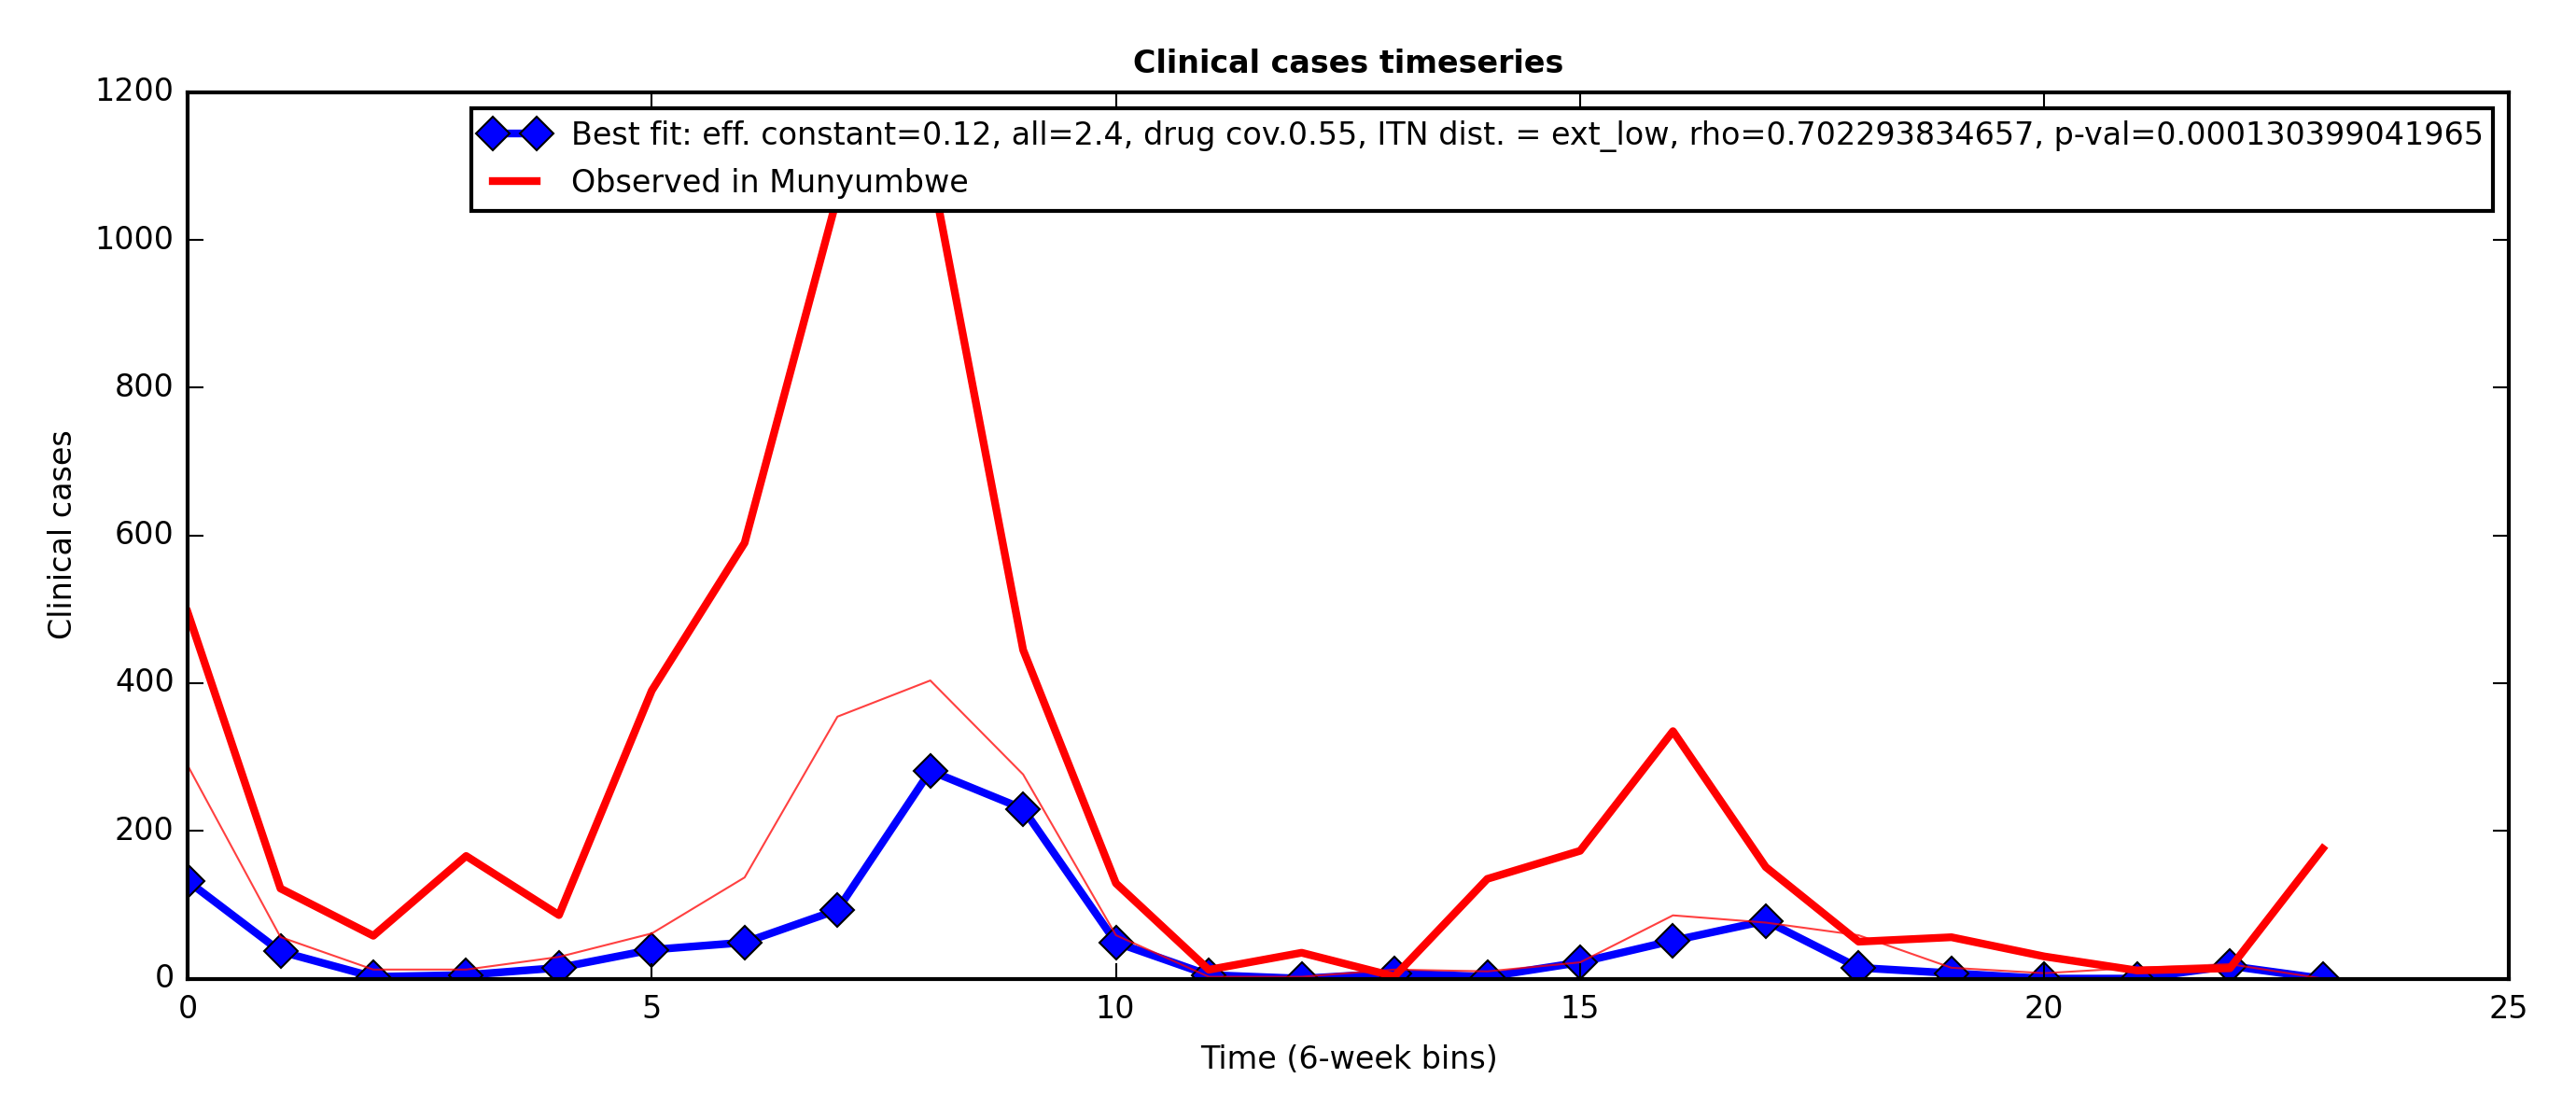 Clinical cases timeseries
Best fit: eff. constant=0.12, all=2.4, drug cov.0.55, ITN dist. = ext_low, rho=0.702293834657, p-val=0.000130399041965
Observed in Munyumbwe
1200
1000
800
600
400
200
0
Clinical cases
0 5 10 15 20 25
Time (6-week bins)